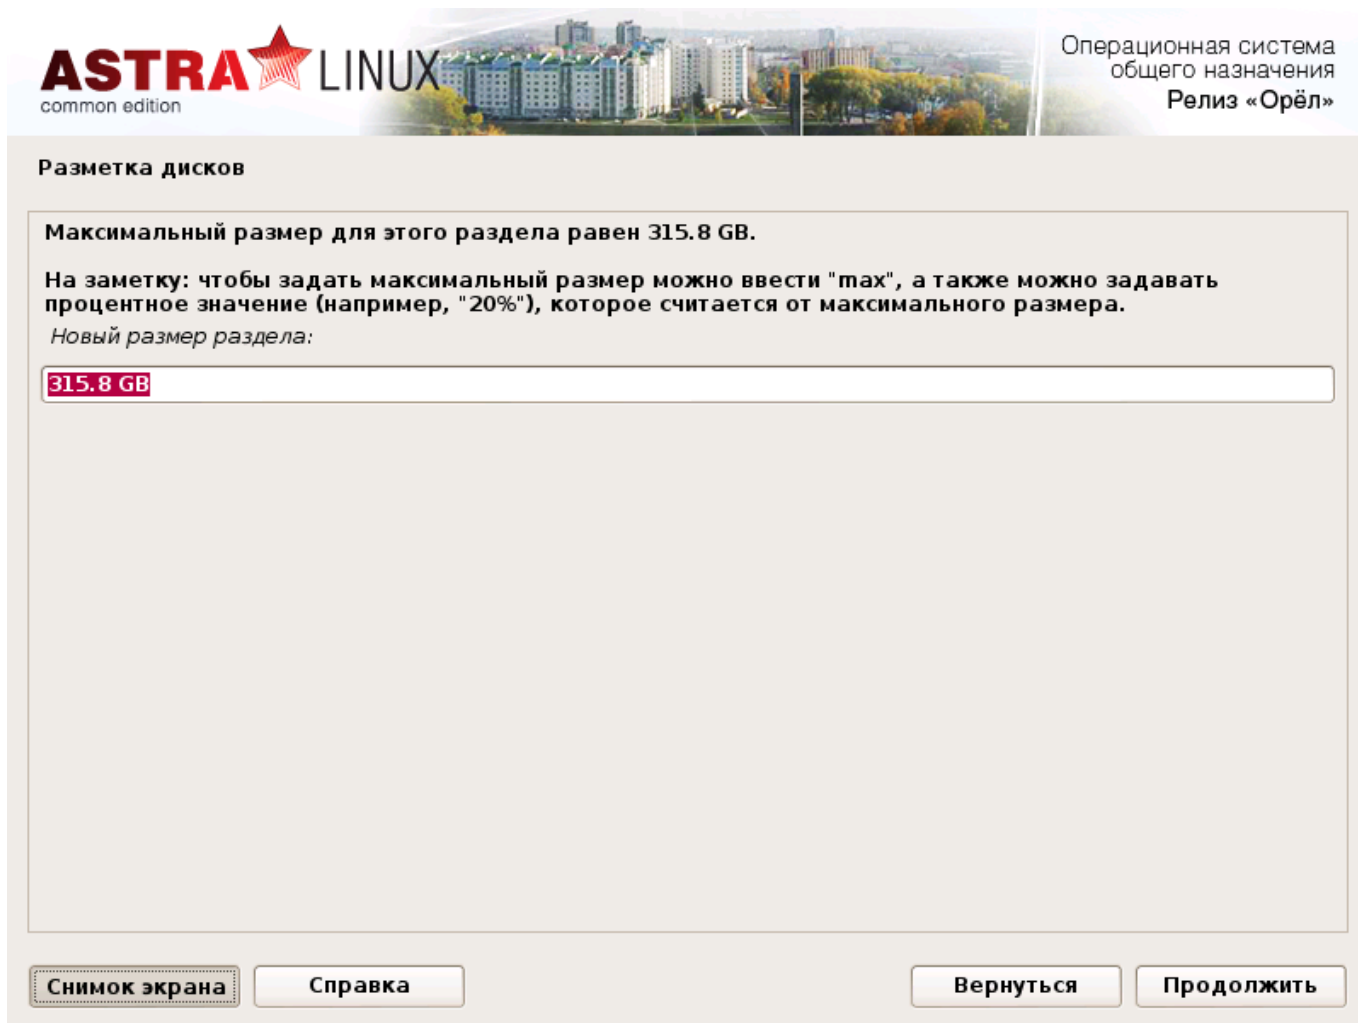 ASTRA LINUX
common edition
Операционная система
общего назначения
Релиз «Орёл»
Разметка дисков
Максимальный размер для этого раздела равен 315.8 GB.
На заметку: чтобы задать максимальный размер можно ввести "max", а также можно задавать
процентное значение (например, "20%"), которое считается от максимального размера.
Новый размер раздела:
315.8 GB
Снимок экрана
Справка
Вернуться
Продолжить